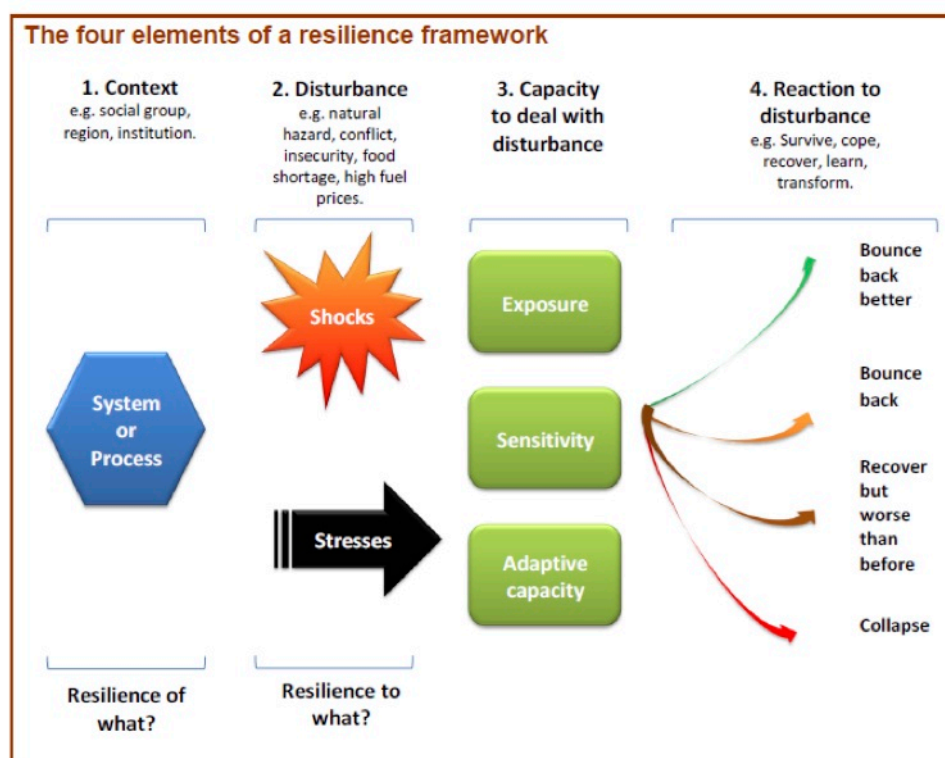 The four elements of a resilience framework
1. Context
e.g. social group,
region, institution.
2. Disturbance
e.g. natural
hazard, conflict,
insecurity, food
shortage, high fuel
prices.
3. Capacity
to deal with
disturbance
4. Reaction to
disturbance
e.g. Survive, cope,
recover, learn,
transform.
System
or
Process
Shocks
Stresses
Exposure
Sensitivity
Adaptive
capacity
Bounce
back
better
Bounce
back
Recover
but
worse
than
before
Collapse
Resilience of
what?
Resilience to
what?